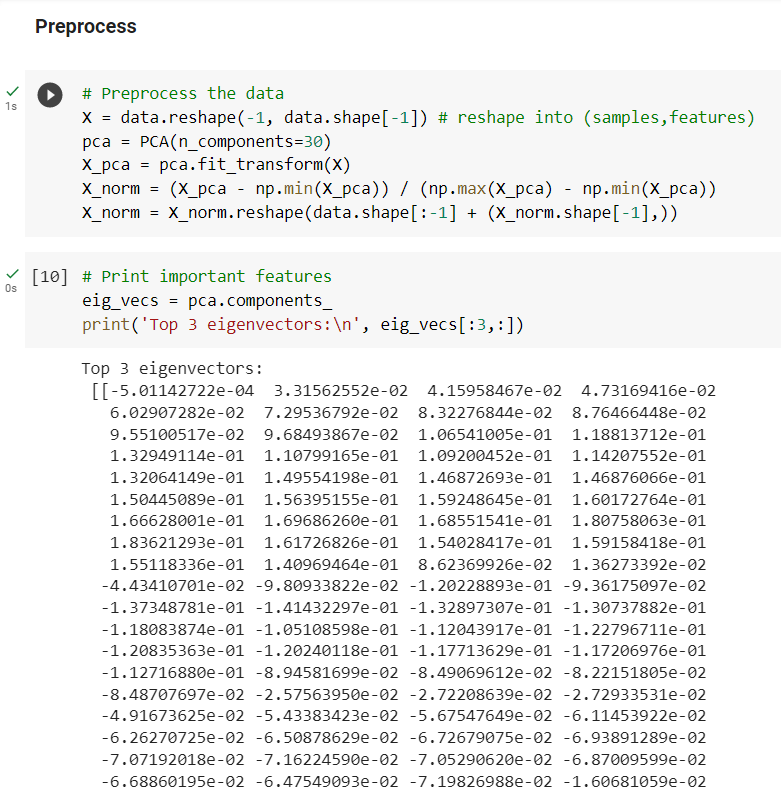 Preprocess
1s
# Preprocess the data
X = data.reshape(-1, data.shape[-1]) # reshape into (samples,features)
pca = PCA(n_components=30)
X_pca = pca.fit_transform(X)
X_norm = (X_pca - np.min(X_pca)) / (np.max(X_pca) - np.min(X_pca))
X_norm = X_norm.reshape(data.shape[:-1] + (X_norm.shape[-1],))
0s
[10] # Print important features
eig_vecs = pca.components_
print('Top 3 eigenvectors:\n', eig_vecs[:3,:])
Top 3 eigenvectors:
[[-5.01142722e-04 3.31562552e-02 4.15958467e-02 4.73169416e-02
6.02907282e-02 7.29536792e-02 8.32276844e-02 8.76466448e-02
9.55100517e-02 9.68493867e-02 1.06541005e-01 1.18813712e-01
1.32949114e-01 1.10799165e-01 1.09200452e-01 1.14207552e-01
1.32064149e-01 1.49554198e-01 1.46872693e-01 1.46876066e-01
1.50445089e-01 1.56395155e-01 1.59248645e-01 1.60172764e-01
1.66628001e-01 1.69686260e-01 1.68551541e-01 1.80758063e-01
1.83621293e-01 1.61726826e-01 1.54028417e-01 1.59158418e-01
1.55118336e-01 1.40969464e-01 8.62369926e-02 1.36273392e-02
-4.43410701e-02 -9.80933822e-02 -1.20228893e-01 -9.36175097e-02
-1.37348781e-01 -1.41432297e-01 -1.32897307e-01 -1.30737882e-01
-1.18083874e-01 -1.05108598e-01 -1.12043917e-01 -1.22796711e-01
-1.20835363e-01 -1.20240118e-01 -1.17713629e-01 -1.17206976e-01
-1.12716880e-01 -8.94581699e-02 -8.49069612e-02 -8.22151805e-02
-8.48707697e-02 -2.57563950e-02 -2.72208639e-02 -2.72933531e-02
-4.91673625e-02 -5.43383423e-02 -5.67547649e-02 -6.11453922e-02
-6.26270725e-02 -6.50878629e-02 -6.72679075e-02 -6.93891289e-02
-7.07192018e-02 -7.16224590e-02 -7.05290620e-02 -6.87009599e-02
-6.68860195e-02 -6.47549093e-02 -7.19826988e-02 -1.60681059e-02